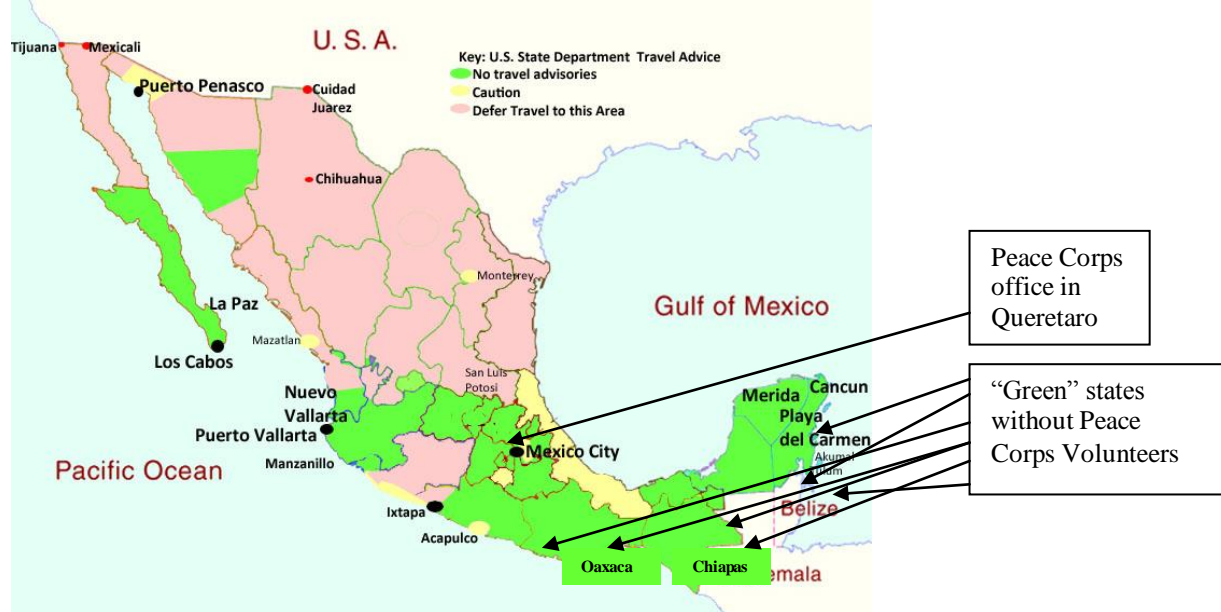 U. S. A.
Key: U.S. State Department Travel Advice
No travel advisories
Caution
Defer Travel to this Area
Tijuana
Mexicali
Puerto Penasco
Cuidad
Juarez
Chihuahua
Monterrey
Gulf of Mexico
La Paz
Los Cabos
Mazatlan
San Luis
Potosi
Nuevo
Vallarta
Puerto Vallarta
Manzanillo
Mexico City
Pacific Ocean
Ixtapa
Acapulco
Merida
Cancun
Playa
del Carmen
Akumal
Belize
Oaxaca
Chiapas
emala
Peace Corps
office in
Queretaro
“Green” states
without Peace
Corps Volunteers